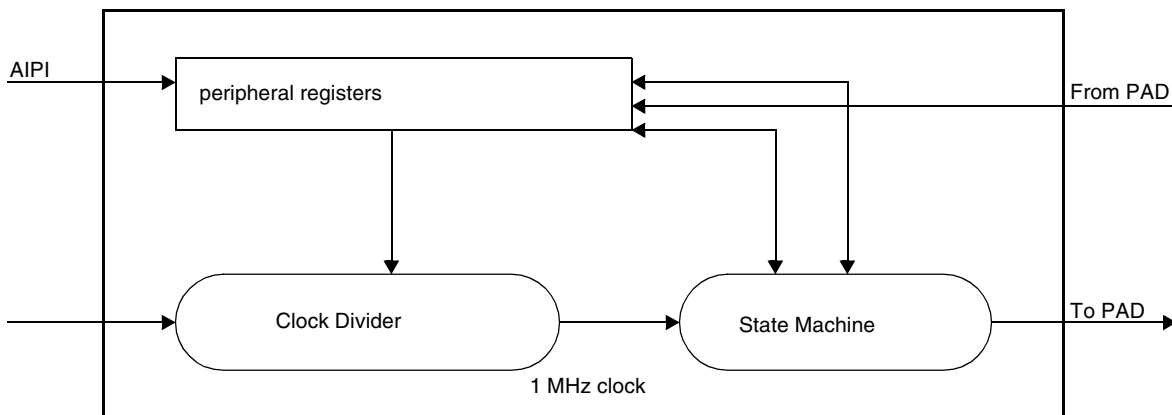 AIPI
peripheral registers
From PAD
Clock Divider
State Machine
To PAD
1 MHz clock